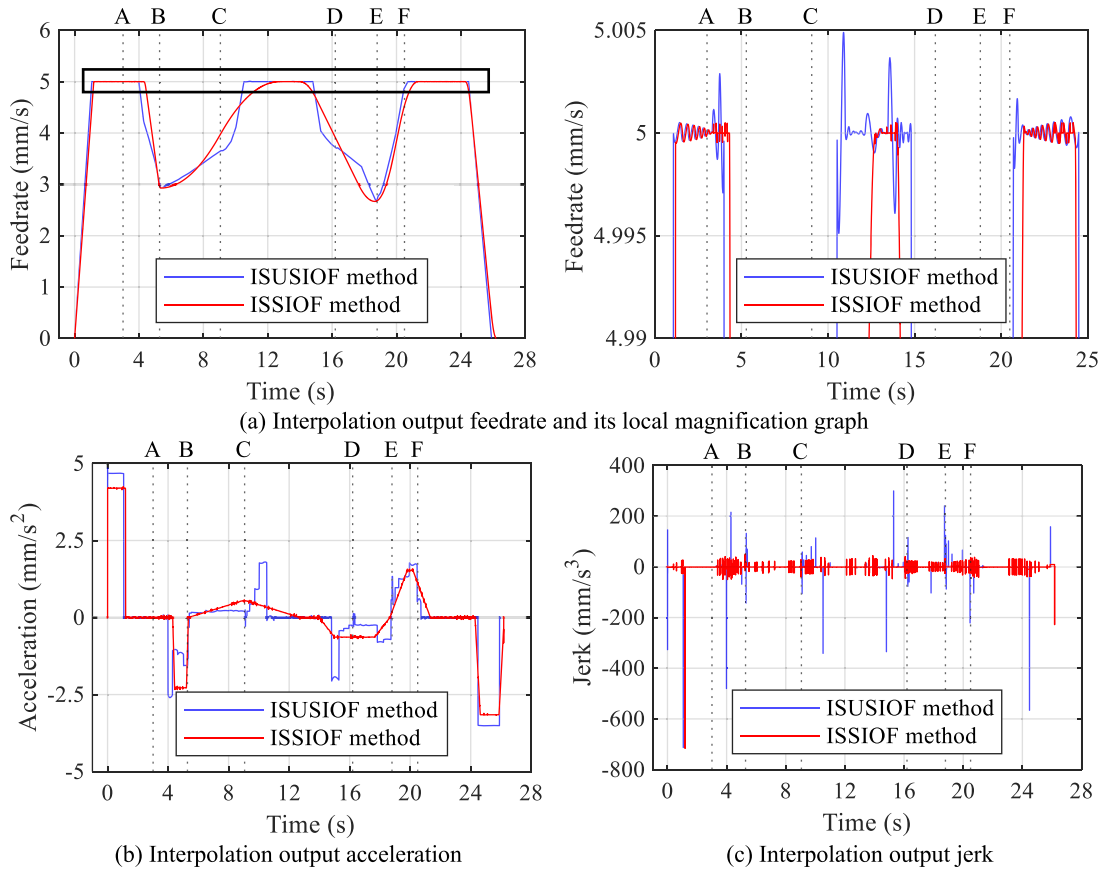 A B C D E F
6
5
4
3
2
1
0
0 4 8 12 16 20 24 28
Feedrate (mm/s)
Time (s)
ISUSIOF method
ISSIOF method
A B C D E F
5.005
5
4.995
4.99
0 5 10 15 20 25
Feedrate (mm/s)
Time (s)
ISUSIOF method
ISSIOF method
(a) Interpolation output feedrate and its local magnification graph
A B C D E F
5
2.5
0
-2.5
-5
0 4 8 12 16 20 24 28
Acceleration (mm/s²)
Time (s)
ISUSIOF method
ISSIOF method
(b) Interpolation output acceleration
A B C D E F
400
200
0
-200
-400
-600
-800
0 4 8 12 16 20 24 28
Jerk (mm/s³)
Time (s)
ISUSIOF method
ISSIOF method
(c) Interpolation output jerk